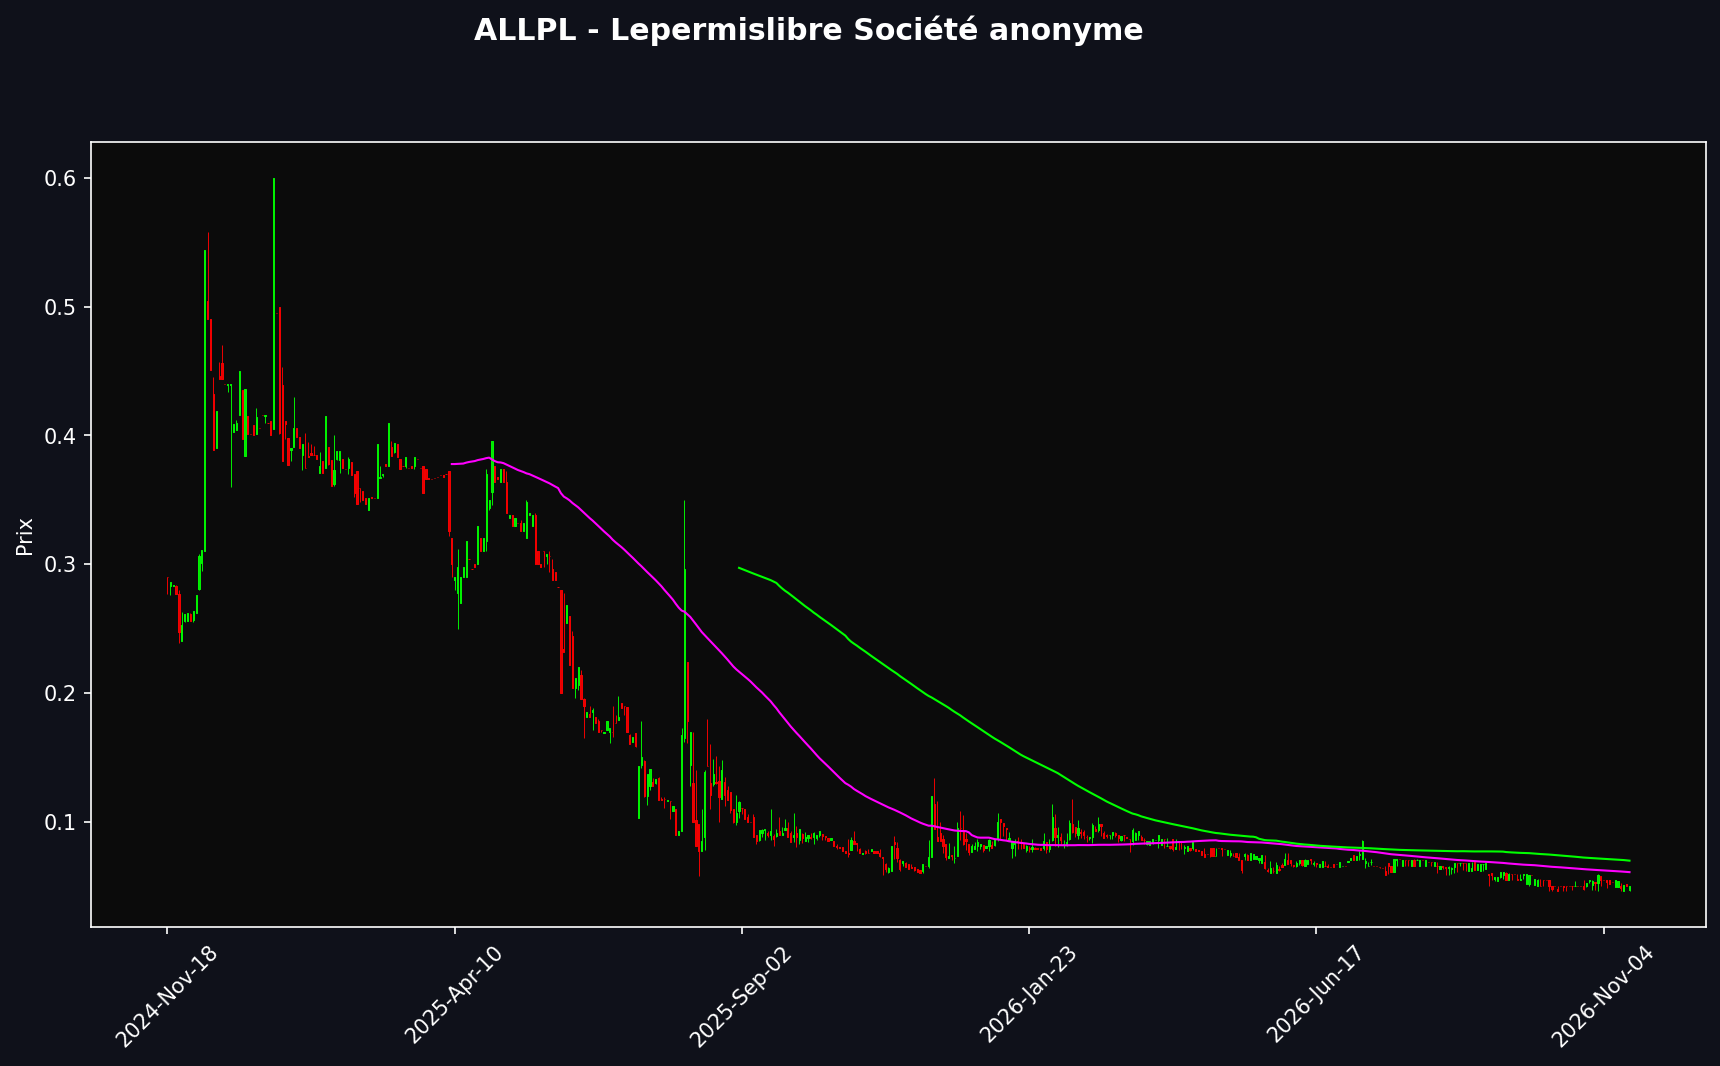 ALLPL - Lepermislibre Société anonyme
0.6
0.5
0.4
0.3
0.2
0.1
Prix
2024-Nov-18
2025-Apr-10
2025-Sep-02
2026-Jan-23
2026-Jun-17
2026-Nov-04